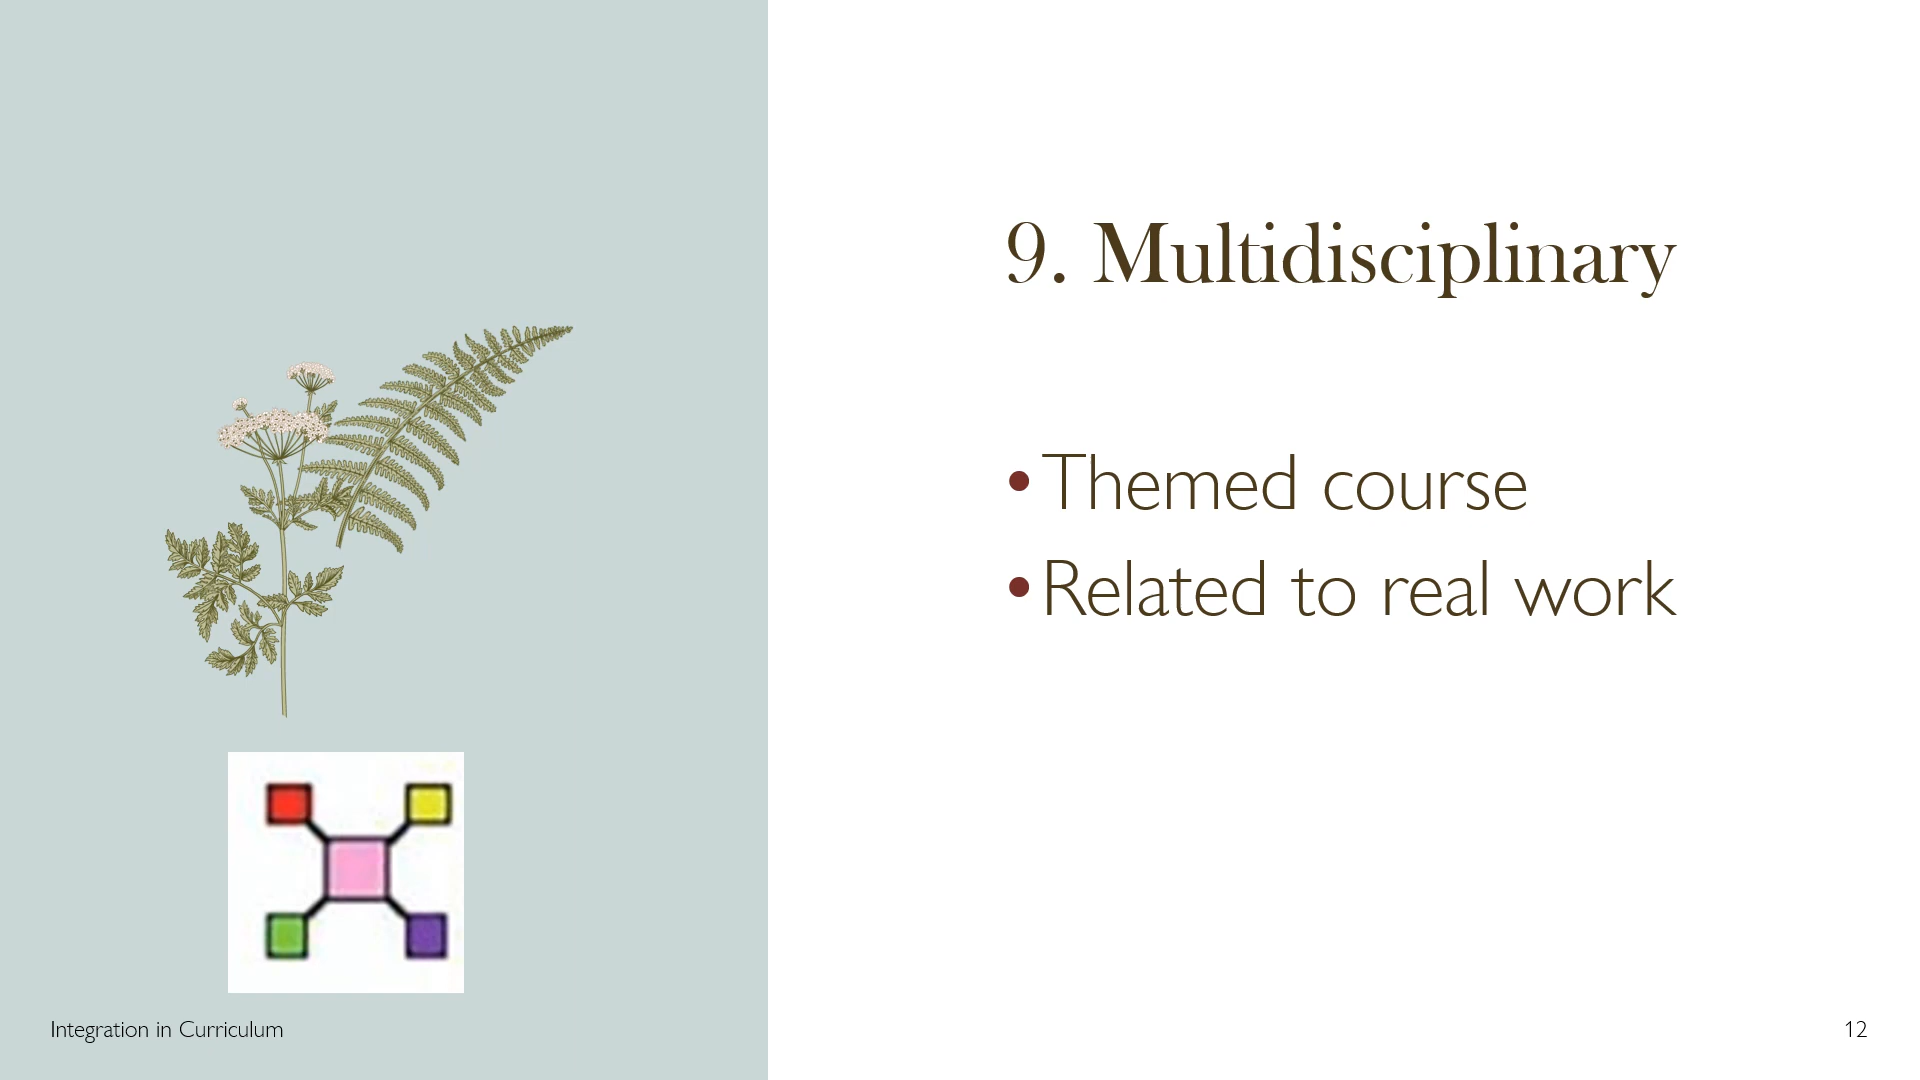 9. Multidisciplinary
•Themed course
•Related to real work
Integration in Curriculum
12